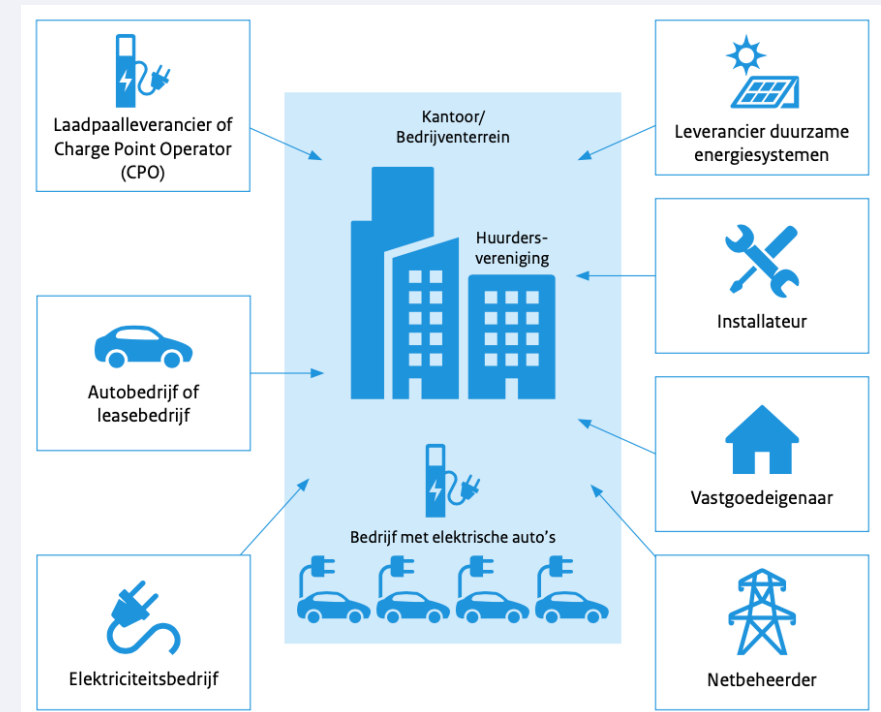 Laadpaalleverancier of
Charge Point Operator
(CPO)
Autobedrijf of
leasebedrijf
Elektriciteitsbedrijf
Kantoor/
Bedrijventerrein
Huurders-
vereniging
Bedrijf met elektrische auto's
Leverancier duurzame
energiesystemen
Installateur
Vastgoedeigenaar
Netbeheerder